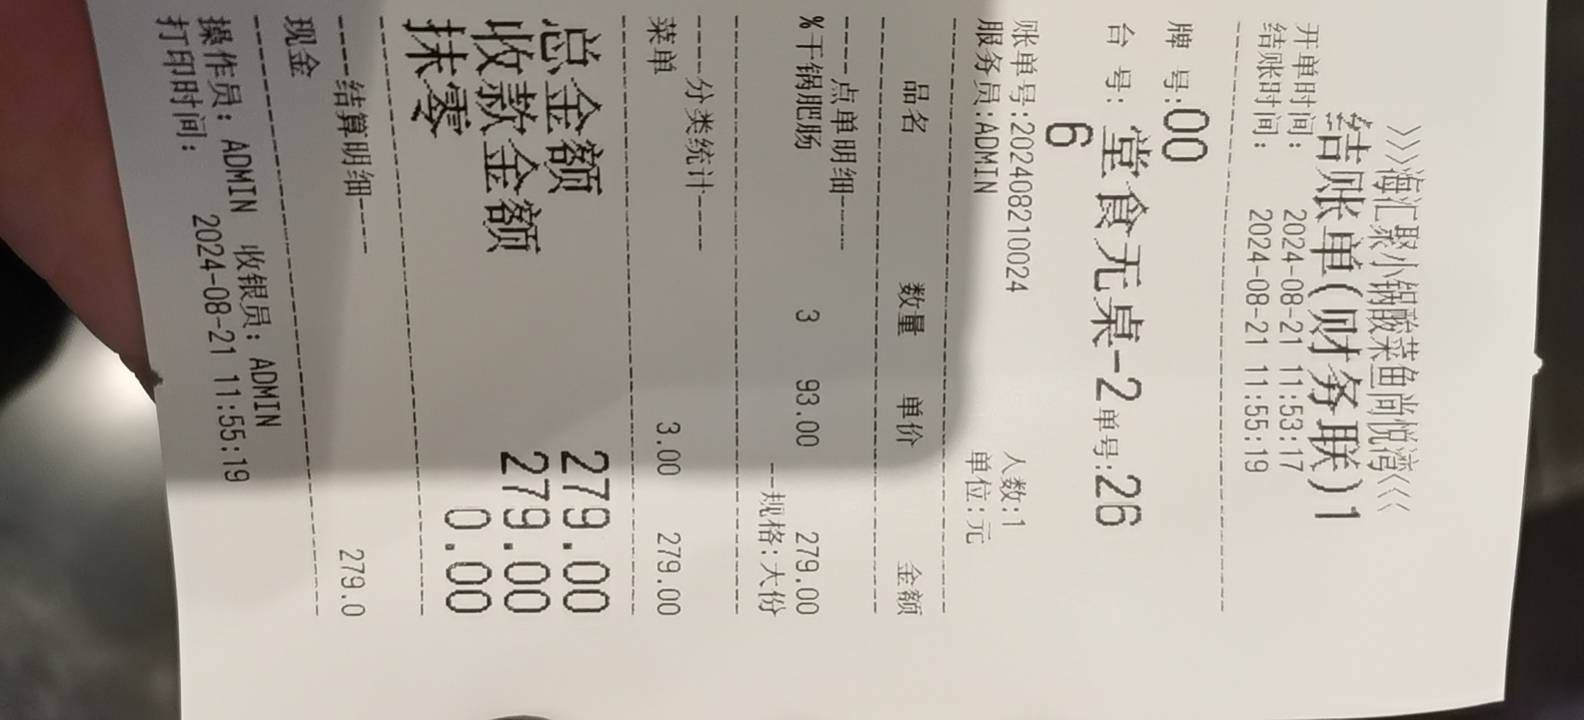 >>>海汇聚小锅酸菜鱼尚悦湾<<<
结账单(财务联)1
开单时间: 2024-08-21 11:53:17
结账时间: 2024-08-21 11:55:19
牌 号:00
台 号: 堂食无桌-2单号:26
6
账单号:202408210024 人数:1
服务员:ADMIN 单位:元
品名 数量 单价 金额
----点单明细----
%干锅肥肠 3 93.00 279.00
--规格:大份
----分类统计----
菜单 3.00 279.00
总金额 279.00
收款金额 279.00
抹零 0.00
----结算明细----
现金 279.0
操作员: ADMIN 收银员: ADMIN
打印时间: 2024-08-21 11:55:19